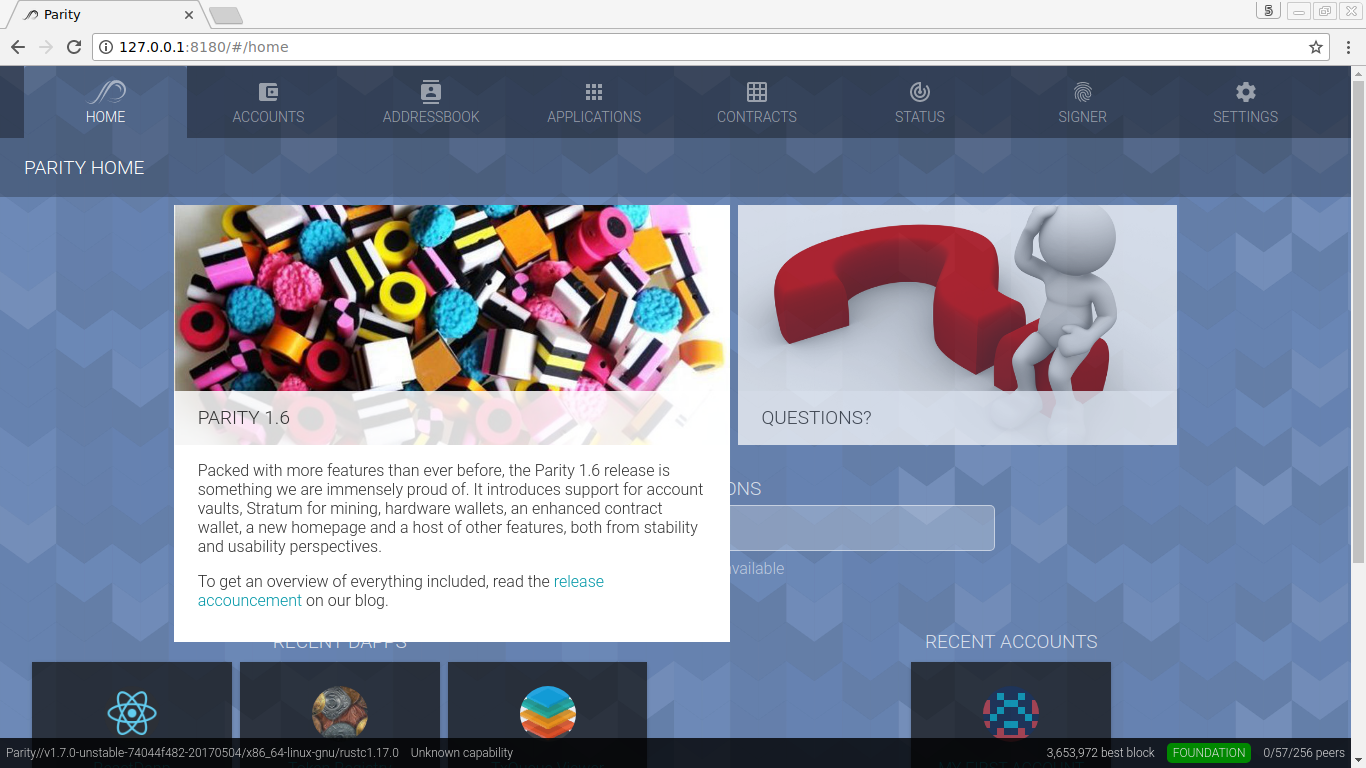 Parity
5
127.0.0.1:8180/#/home
HOME
ACCOUNTS
ADDRESSBOOK
APPLICATIONS
CONTRACTS
STATUS
SIGNER
SETTINGS
PARITY HOME
PARITY 1.6
Packed with more features than ever before, the Parity 1.6 release is
something we are immensely proud of. It introduces support for account
vaults, Stratum for mining, hardware wallets, an enhanced contract
wallet, a new homepage and a host of other features, both from stability
and usability perspectives.
To get an overview of everything included, read the release
accouncement on our blog.
QUESTIONS?
ONS
vailable
RECENT DAPPS
RECENT ACCOUNTS
Parity//v1.7.0-unstable-74044f482-20170504/x86_64-linux-gnu/rustc1.17.0
Unknown capability
3,653,972 best block
FOUNDATION
0/57/256 peers